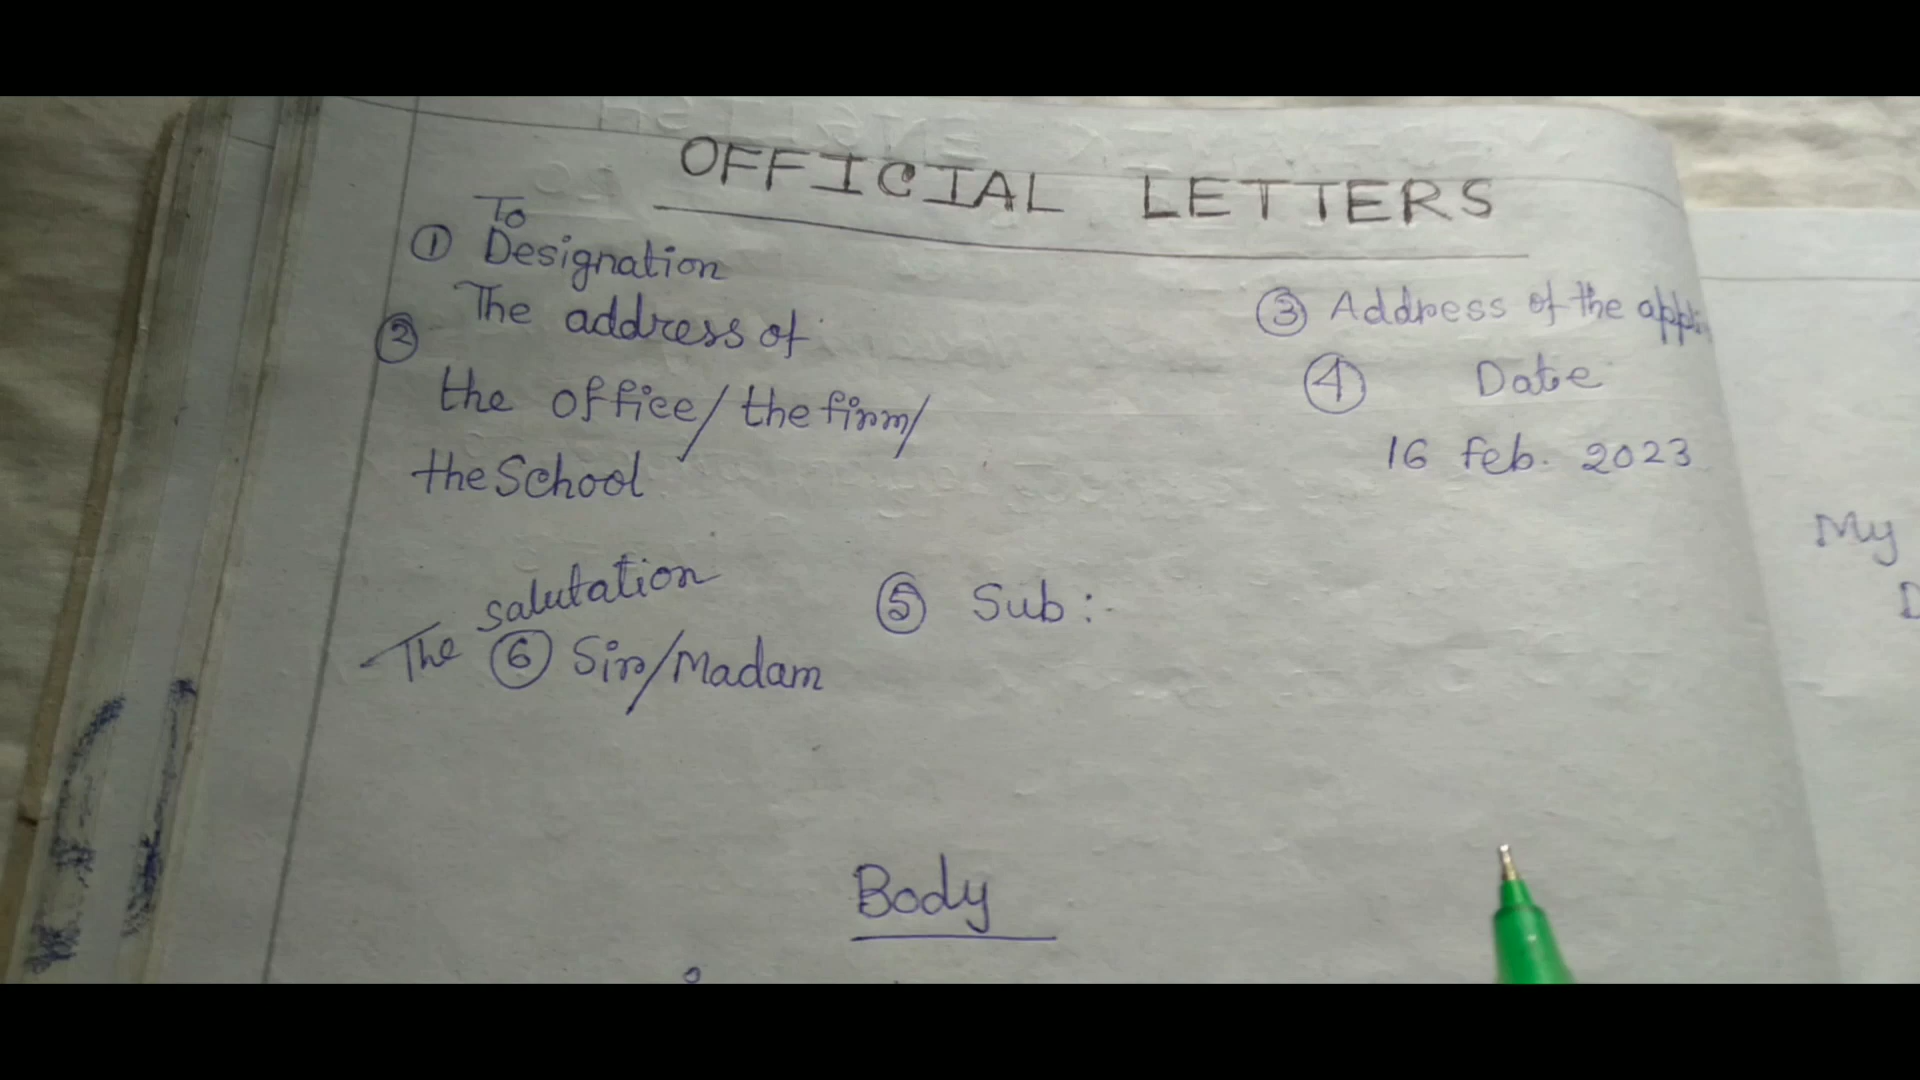 OFFICIAL LETTERS
To
① Designation
② The address of
the office/the firm/
the School
③ Address of the
④ Date
16 Feb. 2023
⑤ Sub:-
The salutation
⑥ Sir/Madam
Body
My